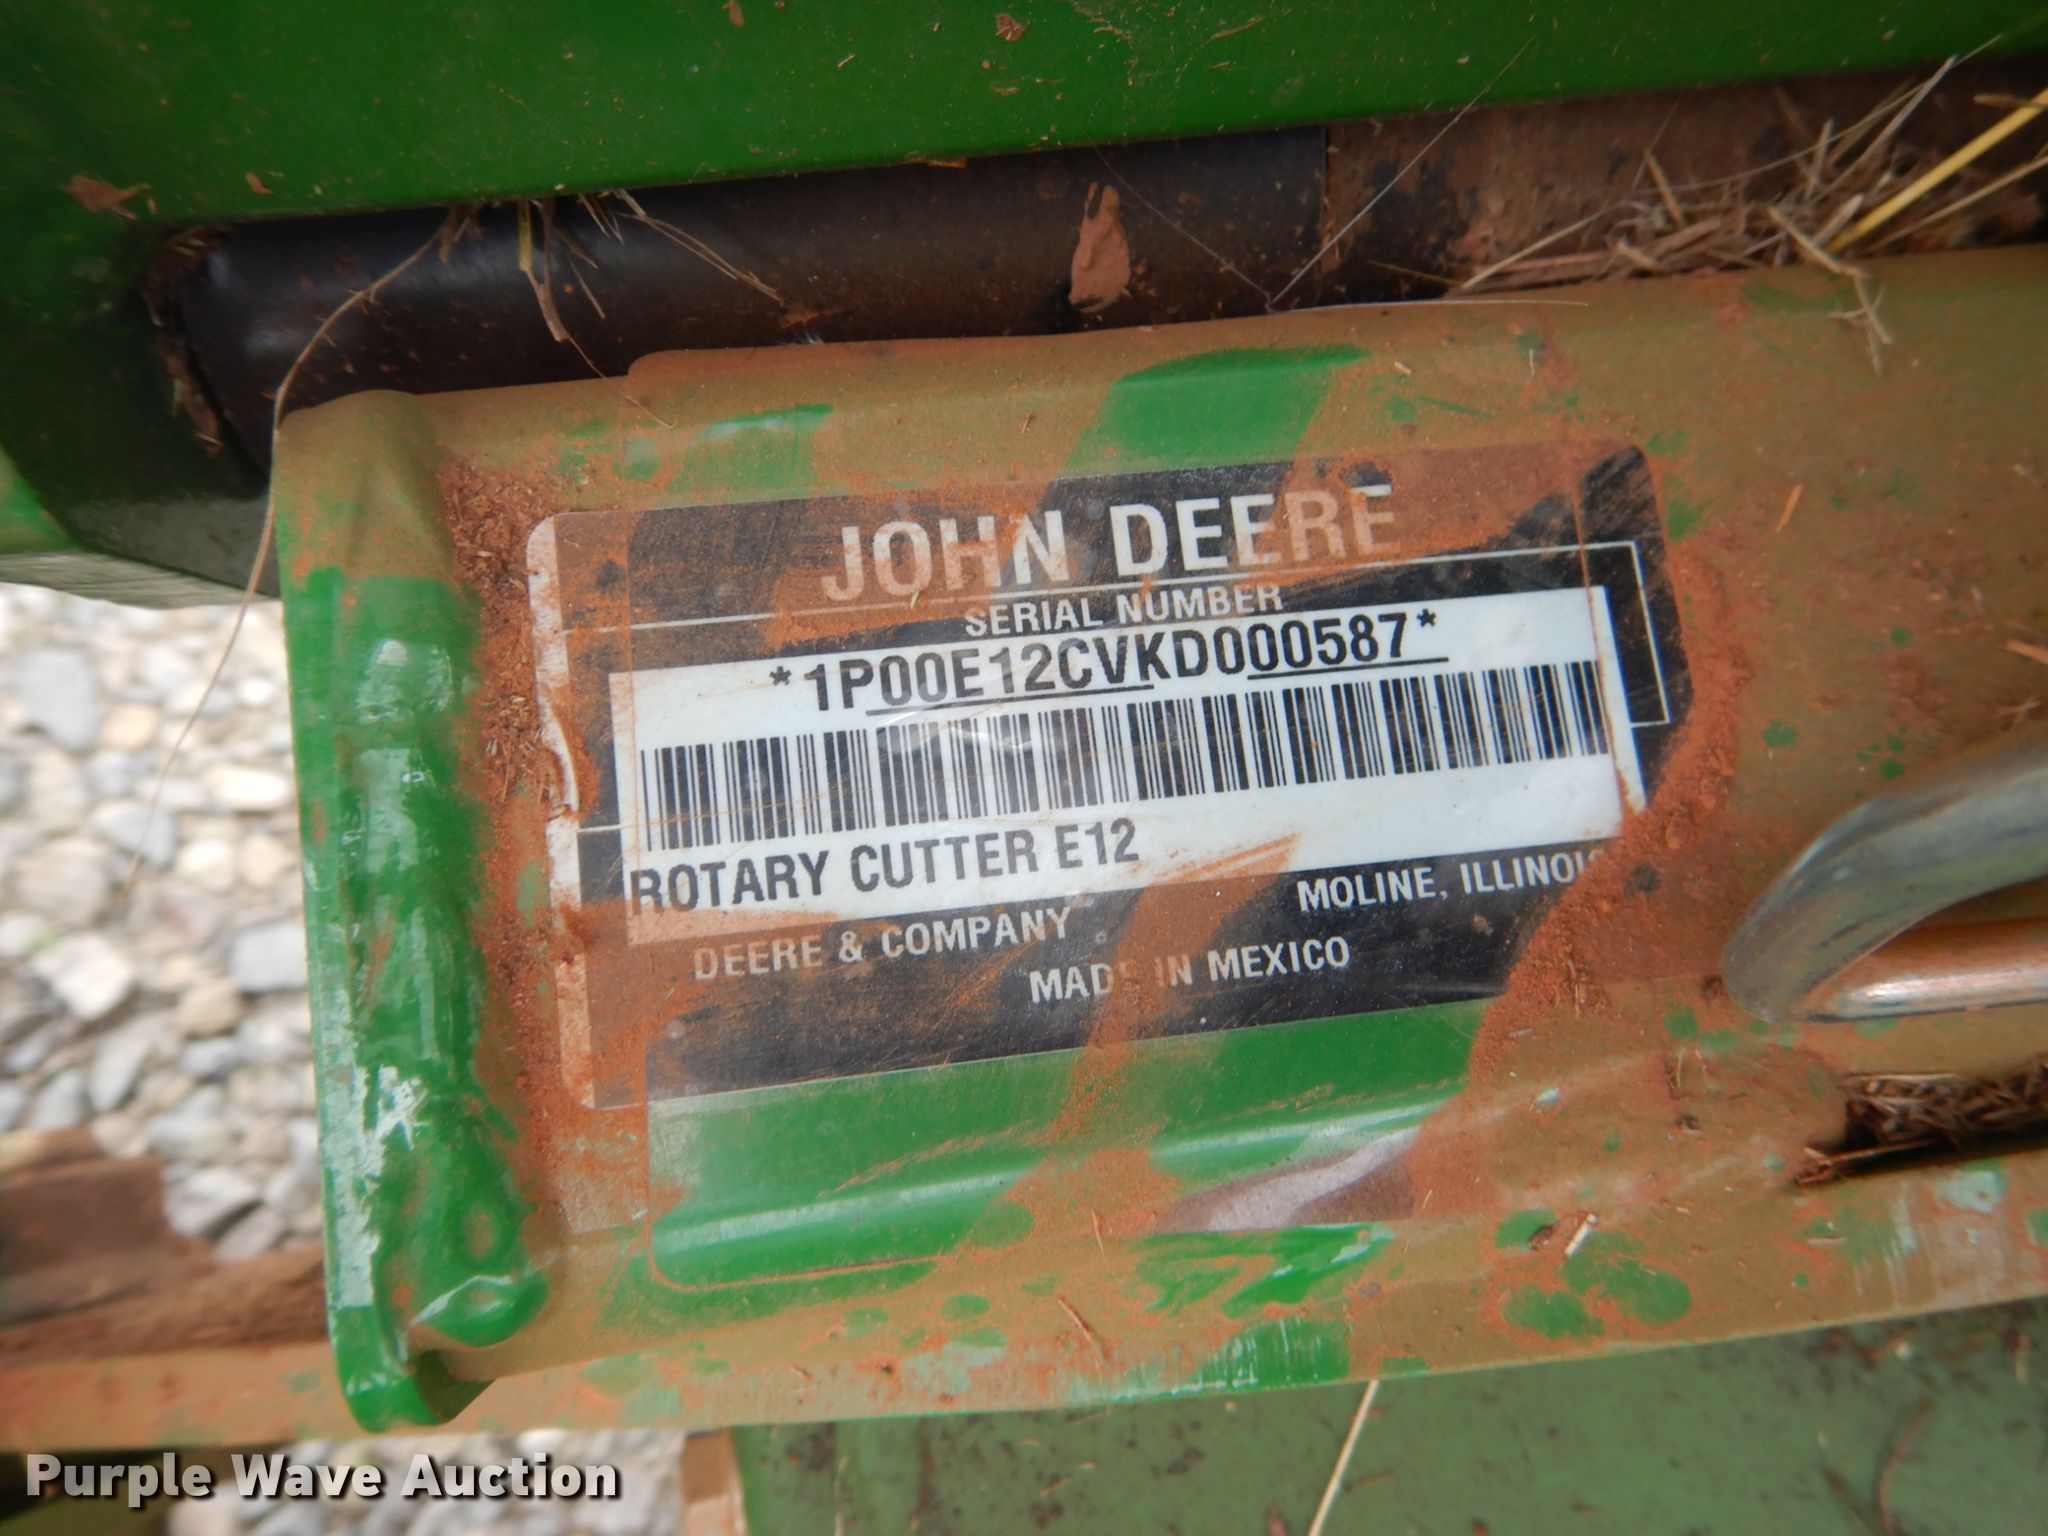 JOHN DEERE
SERIAL NUMBER
*1P00E12CVKD000587*
ROTARY CUTTER E12
DEERE & COMPANY MOLINE, ILLINOIS
MADE IN MEXICO
Purple Wave Auction